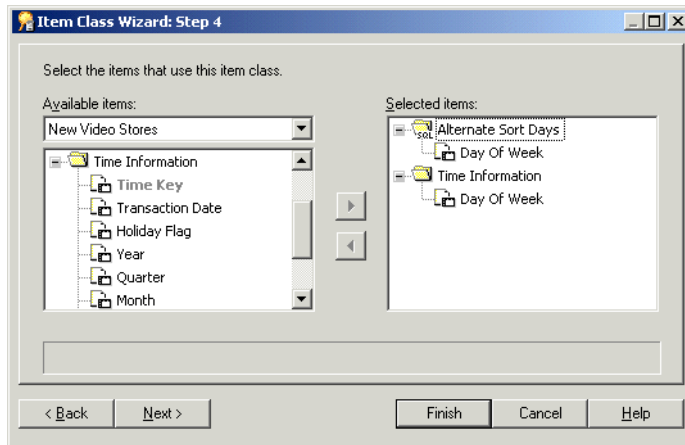 Item Class Wizard: Step 4
Select the items that use this item class.
Available items:
New Video Stores
Time Information
Time Key
Transaction Date
Holiday Flag
Year
Quarter
Month
Selected items:
SQL
Alternate Sort Days
Day Of Week
Time Information
Day Of Week
< Back
Next >
Finish
Cancel
Help